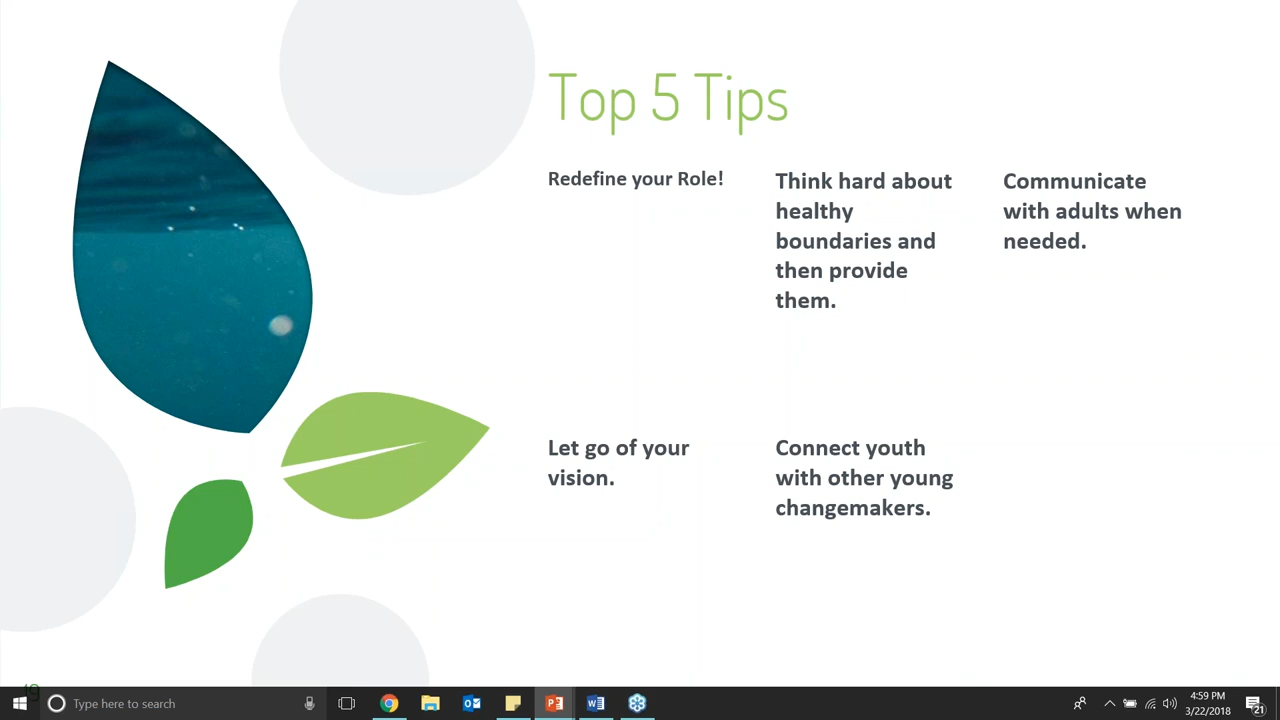 Top 5 Tips
Redefine your Role!
Think hard about
healthy
boundaries and
then provide
them.
Communicate
with adults when
needed.
Let go of your
vision.
Connect youth
with other young
changemakers.
19
Type here to search
4:59 PM
3/22/2018
21